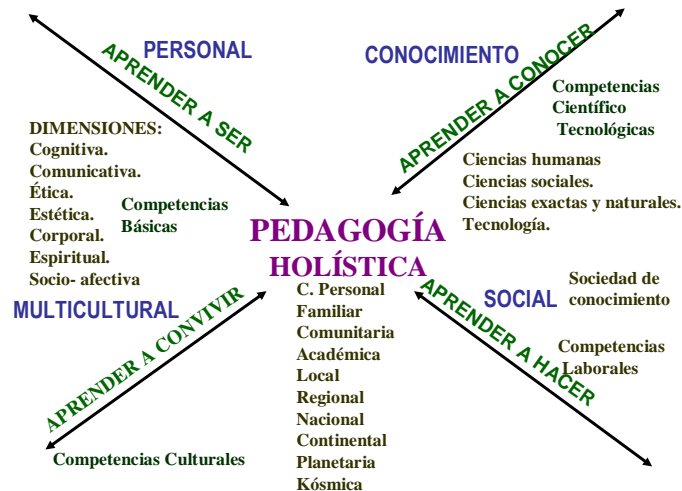 PERSONAL
APRENDER A SER
DIMENSIONES:
Cognitiva.
Comunicativa.
Ética.
Estética.
Corporal.
Espiritual.
Socio- afectiva
Competencias
Básicas
CONOCIMIENTO
APRENDER A CONOCER
Competencias
Científico
Tecnológicas
Ciencias humanas
Ciencias sociales.
Ciencias exactas y naturales.
Tecnología.
PEDAGOGÍA
HOLÍSTICA
MULTICULTURAL
APRENDER A CONVIVIR
Competencias Culturales
C. Personal
Familiar
Comunitaria
Académica
Local
Regional
Nacional
Continental
Planetaria
Kósmica
SOCIAL
APRENDER A HACER
Sociedad de
conocimiento
Competencias
Laborales